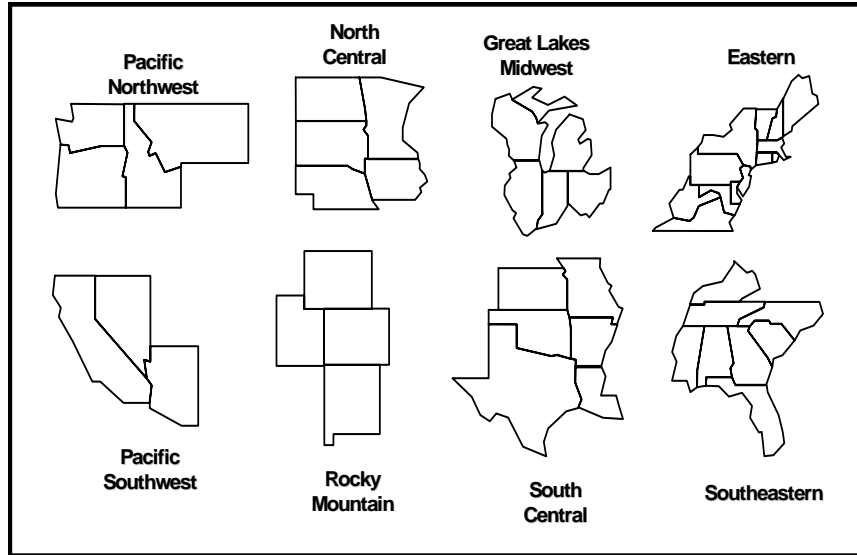 Pacific
Northwest
North
Central
Great Lakes
Midwest
Eastern
Pacific
Southwest
Rocky
Mountain
South
Central
Southeastern